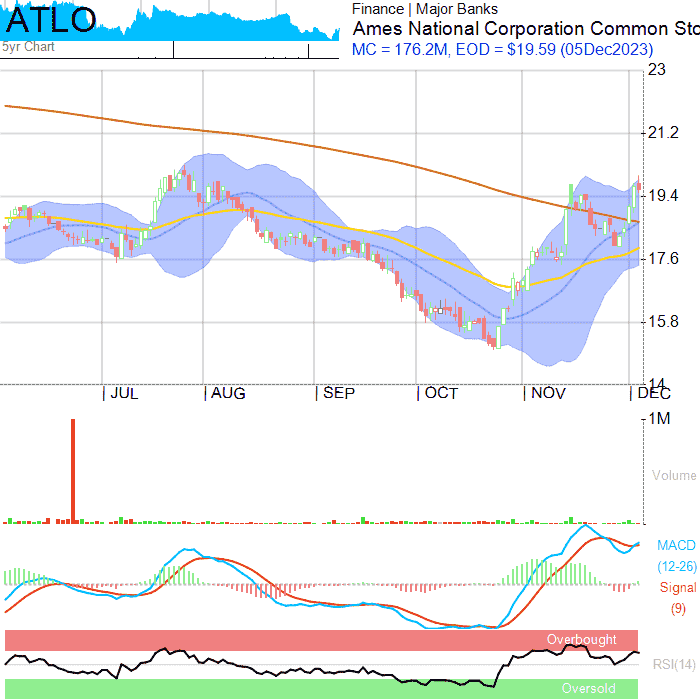 ATLO
5yr Chart
Finance | Major Banks
Ames National Corporation Common Sto
MC = 176.2M, EOD = $19.59 (05Dec2023)
23
21.2
19.4
17.6
15.8
14
JUL AUG SEP OCT NOV DEC
1M
Volume
MACD
(12-26)
Signal
(9)
Overbought
RSI(14)
Oversold